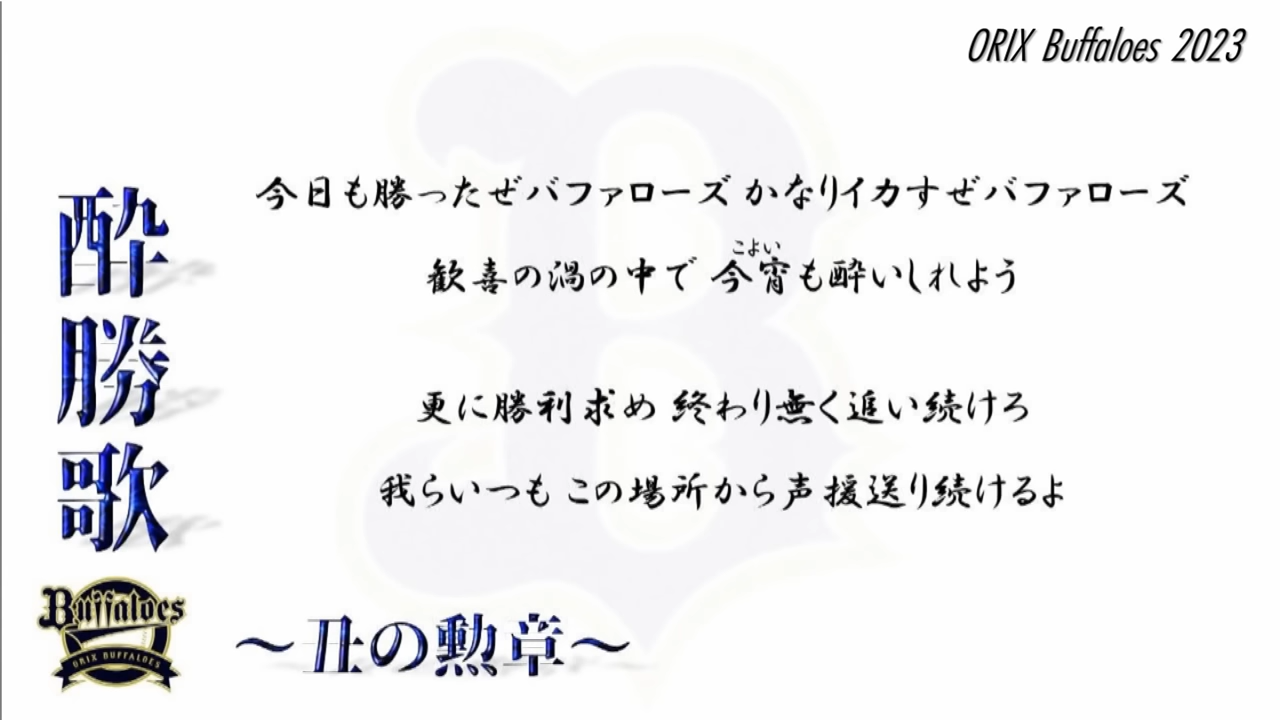 ORIX Buffaloes 2023
酔勝歌
今日も勝ったぜバファローズ かなりイカすぜバファローズ
こよい
歓喜の渦の中で 今宵も酔いしれよう
更に勝利求め 終わり無く追い続けろ
我らいつも この場所から声援送り続けるよ
Buffaloes
ORIX BUFFALOES
～丑の勲章～